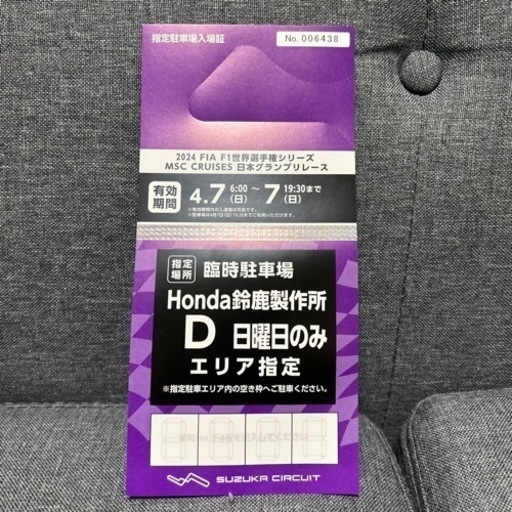 指定駐車場入場証
No. 006438
2024 FIA F1世界選手権シリーズ
MSC CRUISES 日本グランプリレース
有効期間 4.7(日) 6:00 ～ 7(日) 19:30まで
指定場所 臨時駐車場
Honda鈴鹿製作所
D 日曜日のみ
エリア指定
※指定駐車エリア内の空き枠へご駐車ください。
SUZUKA CIRCUIT